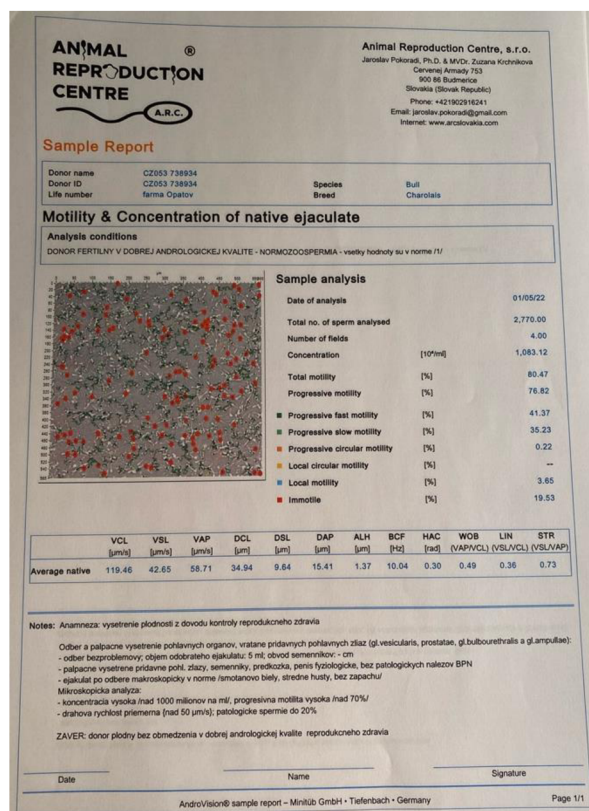 ANIMAL ®
REPRODUCTION
CENTRE
A.R.C.
Animal Reproduction Centre, s.r.o.
Jaroslav Pokoradi, Ph.D. & MVDr. Zuzana Krchnikova
Cervenej Armady 753
900 86 Budmerice
Slovakia (Slovak Republic)
Phone: +421902916241
Email: jaroslav.pokoradi@gmail.com
Internet: www.arcslovakia.com
Sample Report
Donor name CZ053 738934
Donor ID CZ053 738934 Species Bull
Life number farma Opatov Breed Charolais
Motility & Concentration of native ejaculate
Analysis conditions
DONOR FERTILNY V DOBREJ ANDROLOGICKEJ KVALITE - NORMOZOOSPERMIA - vsetky hodnoty su v norme /1/
Sample analysis
Date of analysis 01/05/22
Total no. of sperm analysed 2,770.00
Number of fields 4.00
Concentration 1,083.12
Total motility [%] 80.47
Progressive motility [%] 76.82
Progressive fast motility [%] 41.37
Progressive slow motility [%] 35.23
Progressive circular motility [%] 0.22
Local circular motility [%] --
Local motility [%] 3.65
Immotile [%] 19.53
VCL VSL VAP DCL DSL DAP ALH BCF HAC WOB LIN STR
[µm/s] [µm/s] [µm/s] [µm] [µm] [µm] [µm] [Hz] [rad] (VAP/VCL) (VSL/VCL) (VSL/VAP)
Average native 119.46 42.65 58.71 34.94 9.64 15.41 1.37 10.04 0.30 0.49 0.36 0.73
Notes: Anamneza: vysetrenie plodnosti z dovodu kontroly reprodukcneho zdravia
Odber a palpacne vysetrenie pohlavnych organov, vratane pridavnych pohlavnych zliaz (gl.vesicularis, prostatae, gl.bulbourethralis a gl.ampullae):
- odber bezproblemovy; objem odobrateho ejakulatu: 5 ml; obvod semennikov: - cm
- palpacne vysetrene pridavne pohl. zlazy, semenniky, predkozka, penis fyziologicke, bez patologickych nalezov BPN
- ejakulat po odbere makroskopicky v norme /smotanovo biely, stredne husty, bez zapachu/
Mikroskopicka analyza:
- koncentracia vysoka /nad 1000 milionov na ml/, progresivna motilita vysoka /nad 70%/
- drahova rychlost priemerna {nad 50 µm/s}; patologicke spermie do 20%
ZAVER: donor plodny bez obmedzenia v dobrej andrologickej kvalite reprodukcneho zdravia
Date Name Signature
AndroVision® sample report – Minitüb GmbH • Tiefenbach • Germany Page 1/1